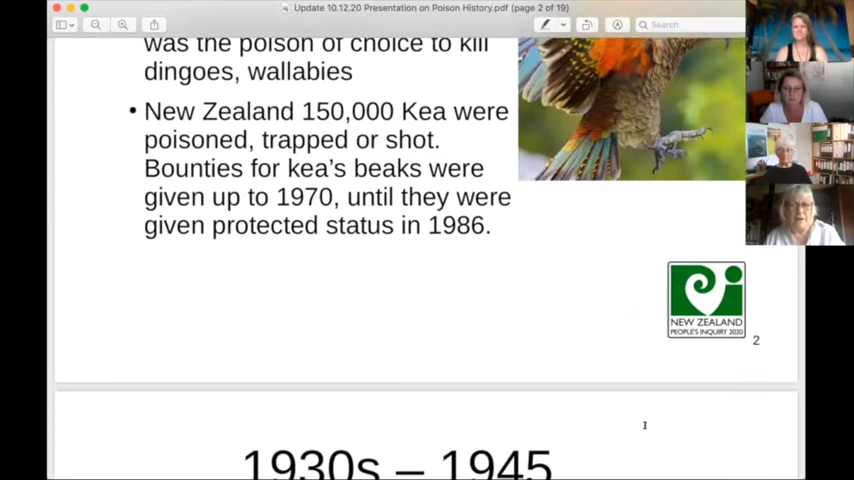 Update 10.12.20 Presentation on Poison History.pdf (page 2 of 19)
Search
was the poison of choice to kill
dingoes, wallabies
• New Zealand 150,000 Kea were
poisoned, trapped or shot.
Bounties for kea's beaks were
given up to 1970, until they were
given protected status in 1986.
Pi
NEW ZEALAND
PEOPLE'S INQUIRY 2020
2
1930s – 1945